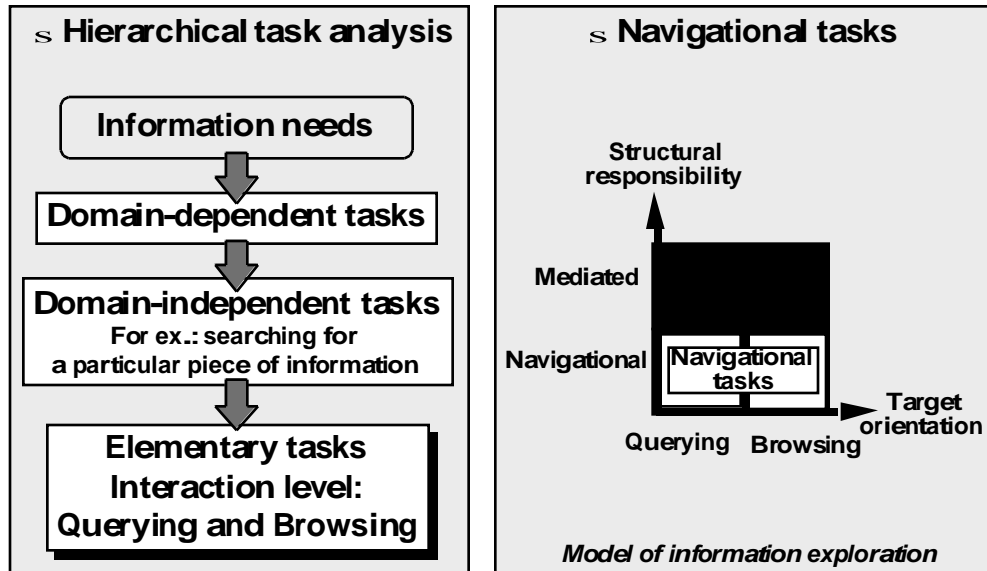 s Hierarchical task analysis
Information needs
Domain-dependent tasks
Domain-independent tasks
For ex.: searching for
a particular piece of information
Elementary tasks
Interaction level:
Querying and Browsing
s Navigational tasks
Structural
responsibility
Mediated
Navigational
Navigational
tasks
Target
orientation
Querying
Browsing
Model of information exploration